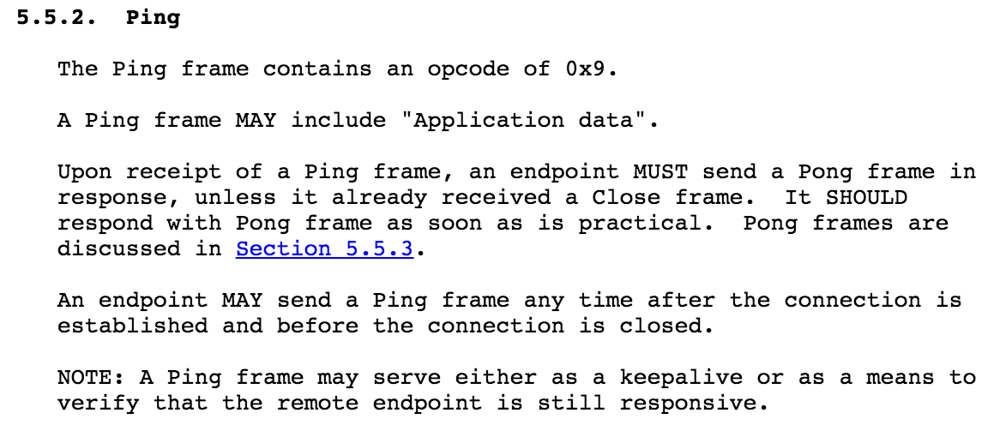 5.5.2.  Ping
The Ping frame contains an opcode of 0x9.
A Ping frame MAY include "Application data".
Upon receipt of a Ping frame, an endpoint MUST send a Pong frame in
response, unless it already received a Close frame.  It SHOULD
respond with Pong frame as soon as is practical.  Pong frames are
discussed in Section 5.5.3.
An endpoint MAY send a Ping frame any time after the connection is
established and before the connection is closed.
NOTE: A Ping frame may serve either as a keepalive or as a means to
verify that the remote endpoint is still responsive.